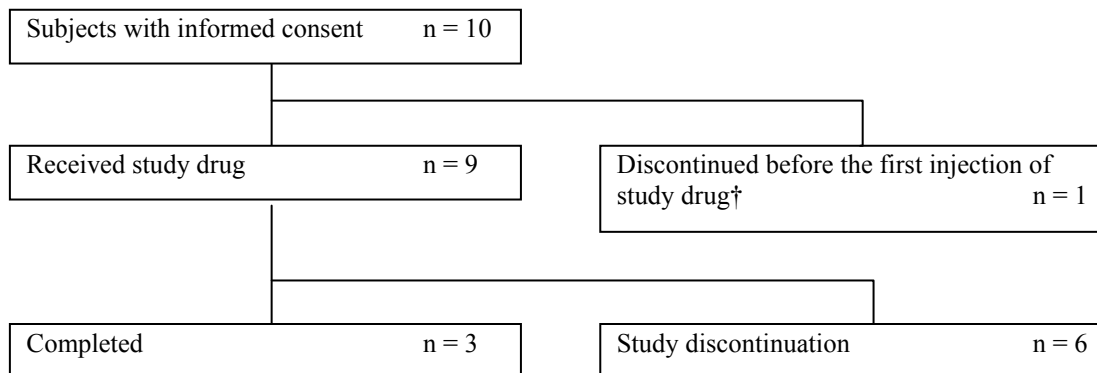 Subjects with informed consent n = 10
Received study drug n = 9
Discontinued before the first injection of
study drug† n = 1
Completed n = 3
Study discontinuation n = 6